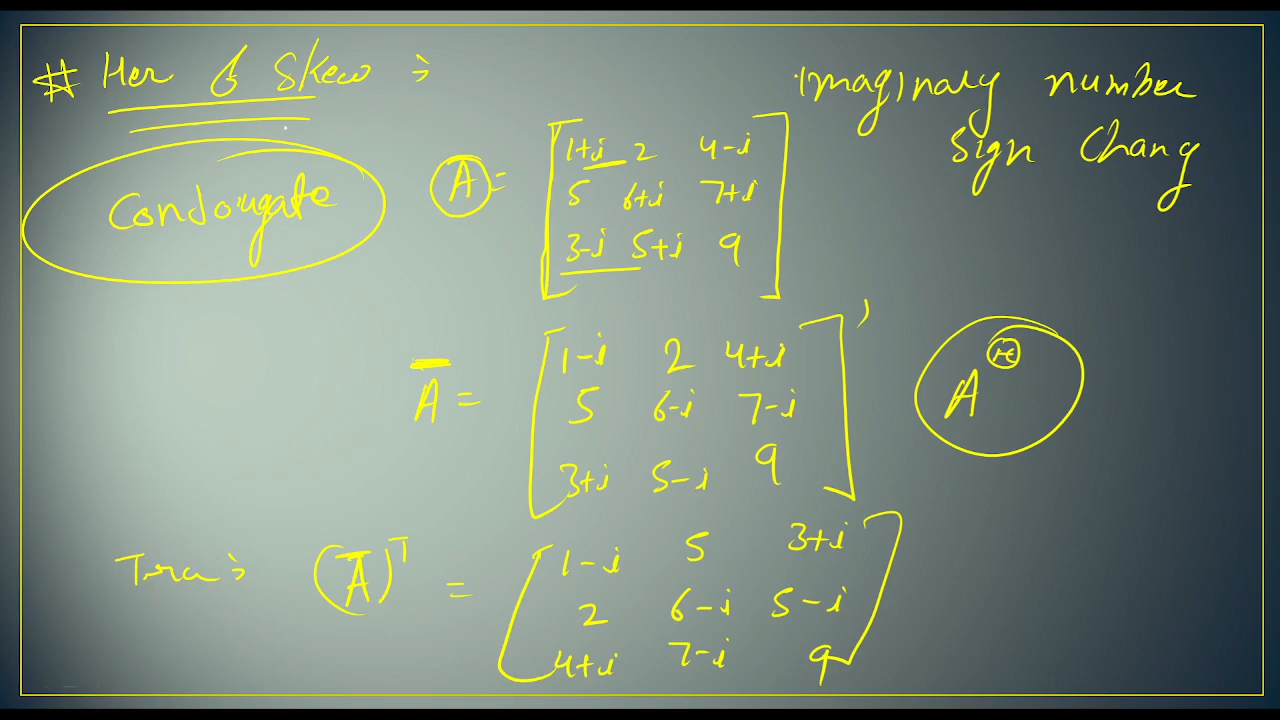 # Her & Skew :
Imaginary number
sign Chang
Condougate
A = [1+i 2 4-i
5 6+i 7+i
3-i 5+i 9]
Ā = [1-i 2 4+i
5 6-i 7-i
3+i 5-i 9]'
A^H
Tra: (Ā)^T = [1-i 5 3+i
2 6-i 5-i
4+i 7-i 9]